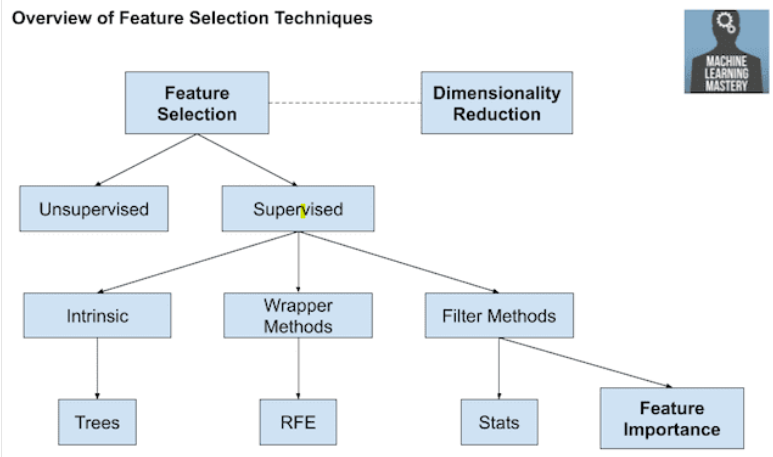 Overview of Feature Selection Techniques
MACHINE
LEARNING
MASTERY
Feature
Selection
Dimensionality
Reduction
Unsupervised
Supervised
Intrinsic
Wrapper
Methods
Filter Methods
Trees
RFE
Stats
Feature
Importance